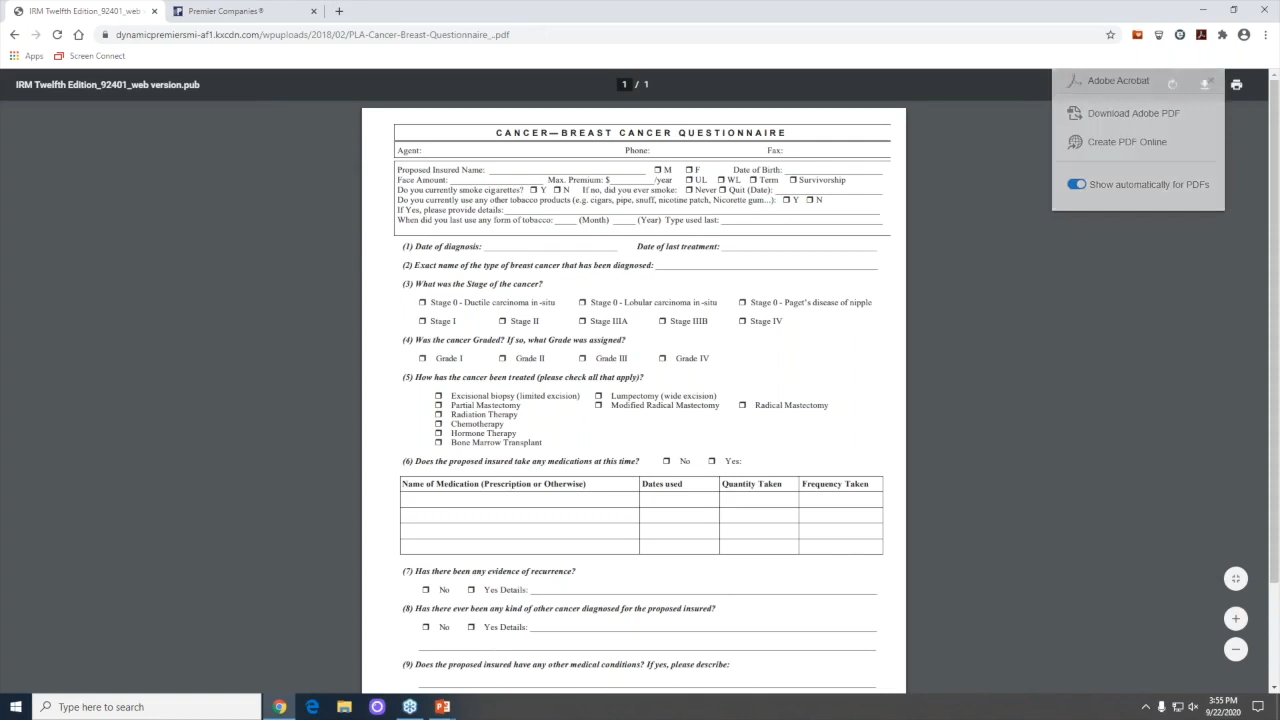 IRM Twelfth Edition_92401_web ve
Premier Companies®
dynamicpremiersmi-af1.kxcdn.com/wpuploads/2018/02/PLA-Cancer-Breast-Questionnaire_.pdf
Apps Screen Connect
IRM Twelfth Edition_92401_web version.pub
1 / 1
Adobe Acrobat
Download Adobe PDF
Create PDF Online
Show automatically for PDFs
CANCER—BREAST CANCER QUESTIONNAIRE
Agent: Phone: Fax:
Proposed Insured Name: M F Date of Birth:
Face Amount: Max. Premium: $ /year UL WL Term Survivorship
Do you currently smoke cigarettes? Y N If no, did you ever smoke: Never Quit (Date):
Do you currently use any other tobacco products (e.g. cigars, pipe, snuff, nicotine patch, Nicorette gum...): Y N
If Yes, please provide details:
When did you last use any form of tobacco: (Month) (Year) Type used last:
(1) Date of diagnosis: Date of last treatment:
(2) Exact name of the type of breast cancer that has been diagnosed:
(3) What was the Stage of the cancer?
Stage 0 - Ductile carcinoma in-situ Stage 0 - Lobular carcinoma in-situ Stage 0 - Paget's disease of nipple
Stage I Stage II Stage IIIA Stage IIIB Stage IV
(4) Was the cancer Graded? If so, what Grade was assigned?
Grade I Grade II Grade III Grade IV
(5) How has the cancer been treated (please check all that apply)?
Excisional biopsy (limited excision) Lumpectomy (wide excision)
Partial Mastectomy Modified Radical Mastectomy Radical Mastectomy
Radiation Therapy
Chemotherapy
Hormone Therapy
Bone Marrow Transplant
(6) Does the proposed insured take any medications at this time? No Yes:
Name of Medication (Prescription or Otherwise) Dates used Quantity Taken Frequency Taken
(7) Has there been any evidence of recurrence?
No Yes Details:
(8) Has there ever been any kind of other cancer diagnosed for the proposed insured?
No Yes Details:
(9) Does the proposed insured have any other medical conditions? If yes, please describe:
Type here to search
3:55 PM
9/22/2020